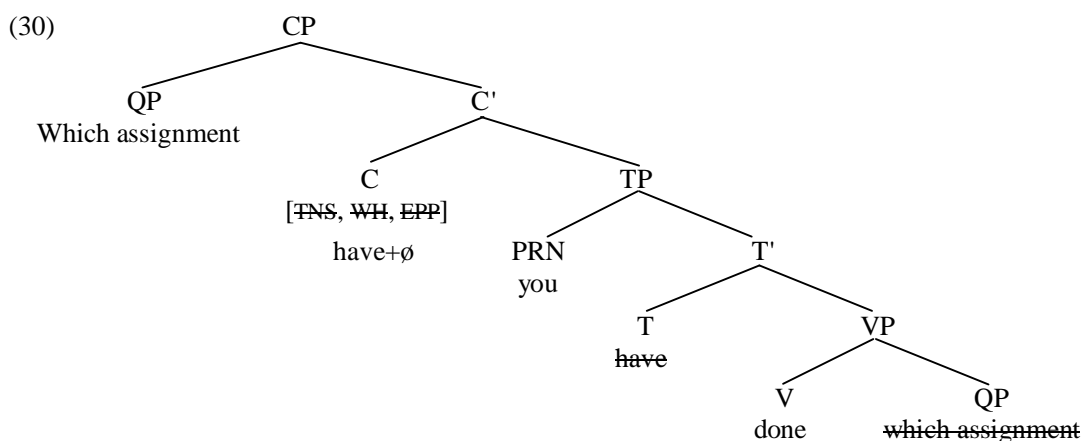 (30) CP
QP C'
Which assignment
C TP
[TNS, WH, EPP]
have+ø PRN T'
you
T VP
have
V QP
done which assignment